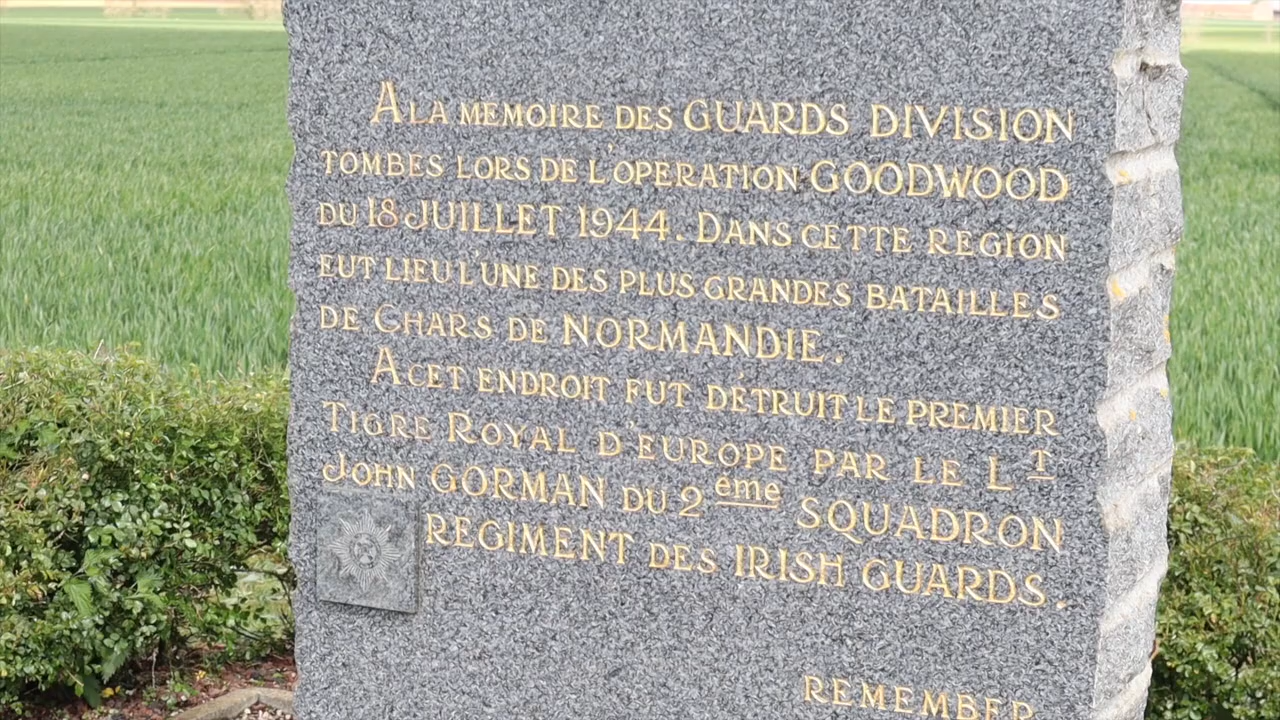 A LA MÉMOIRE DES GUARDS DIVISION
TOMBES LORS DE L'OPERATION GOODWOOD
DU 18 JUILLET 1944. DANS CETTE REGION
EUT LIEU L'UNE DES PLUS GRANDES BATAILLES
DE CHARS DE NORMANDIE.
A CET ENDROIT FUT DÉTRUIT LE PREMIER
TIGRE ROYAL D'EUROPE PAR LE LT
JOHN GORMAN DU 2ème SQUADRON
REGIMENT DES IRISH GUARDS.
REMEMBER